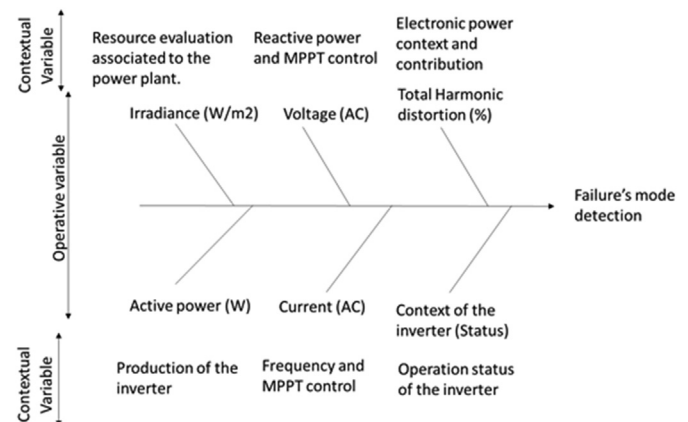 Contextual
Variable
Resource evaluation
associated to the
power plant.
Reactive power
and MPPT control
Electronic power
context and
contribution
Operative variable
Irradiance (W/m2)
Voltage (AC)
Total Harmonic
distortion (%)
Failure's mode
detection
Active power (W)
Current (AC)
Context of the
inverter (Status)
Contextual
Variable
Production of the
inverter
Frequency and
MPPT control
Operation status
of the inverter